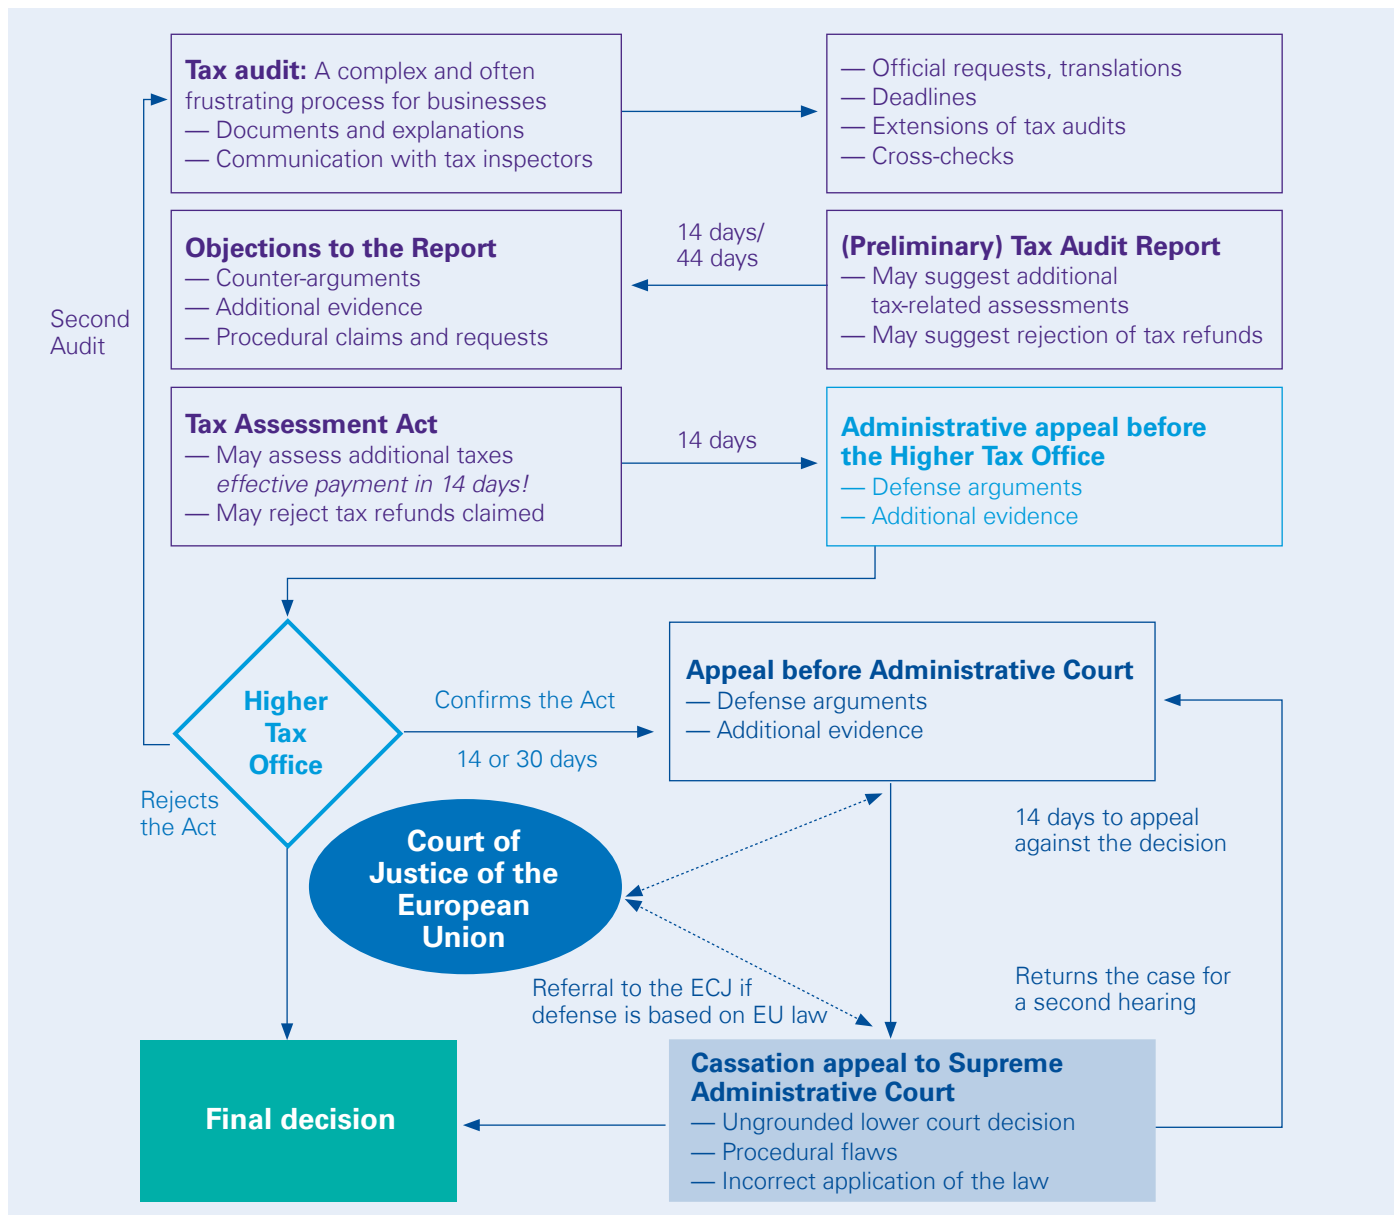 Tax audit: A complex and often
frustrating process for businesses
— Documents and explanations
— Communication with tax inspectors
— Official requests, translations
— Deadlines
— Extensions of tax audits
— Cross-checks
Objections to the Report
— Counter-arguments
— Additional evidence
— Procedural claims and requests
14 days/
44 days
(Preliminary) Tax Audit Report
— May suggest additional
tax-related assessments
— May suggest rejection of tax refunds
Second
Audit
Tax Assessment Act
— May assess additional taxes
effective payment in 14 days!
— May reject tax refunds claimed
14 days
Administrative appeal before
the Higher Tax Office
— Defense arguments
— Additional evidence
Higher
Tax
Office
Confirms the Act
14 or 30 days
Appeal before Administrative Court
— Defense arguments
— Additional evidence
Rejects
the Act
Court of
Justice of the
European
Union
14 days to appeal
against the decision
Referral to the ECJ if
defense is based on EU law
Returns the case for
a second hearing
Final decision
Cassation appeal to Supreme
Administrative Court
— Ungrounded lower court decision
— Procedural flaws
— Incorrect application of the law